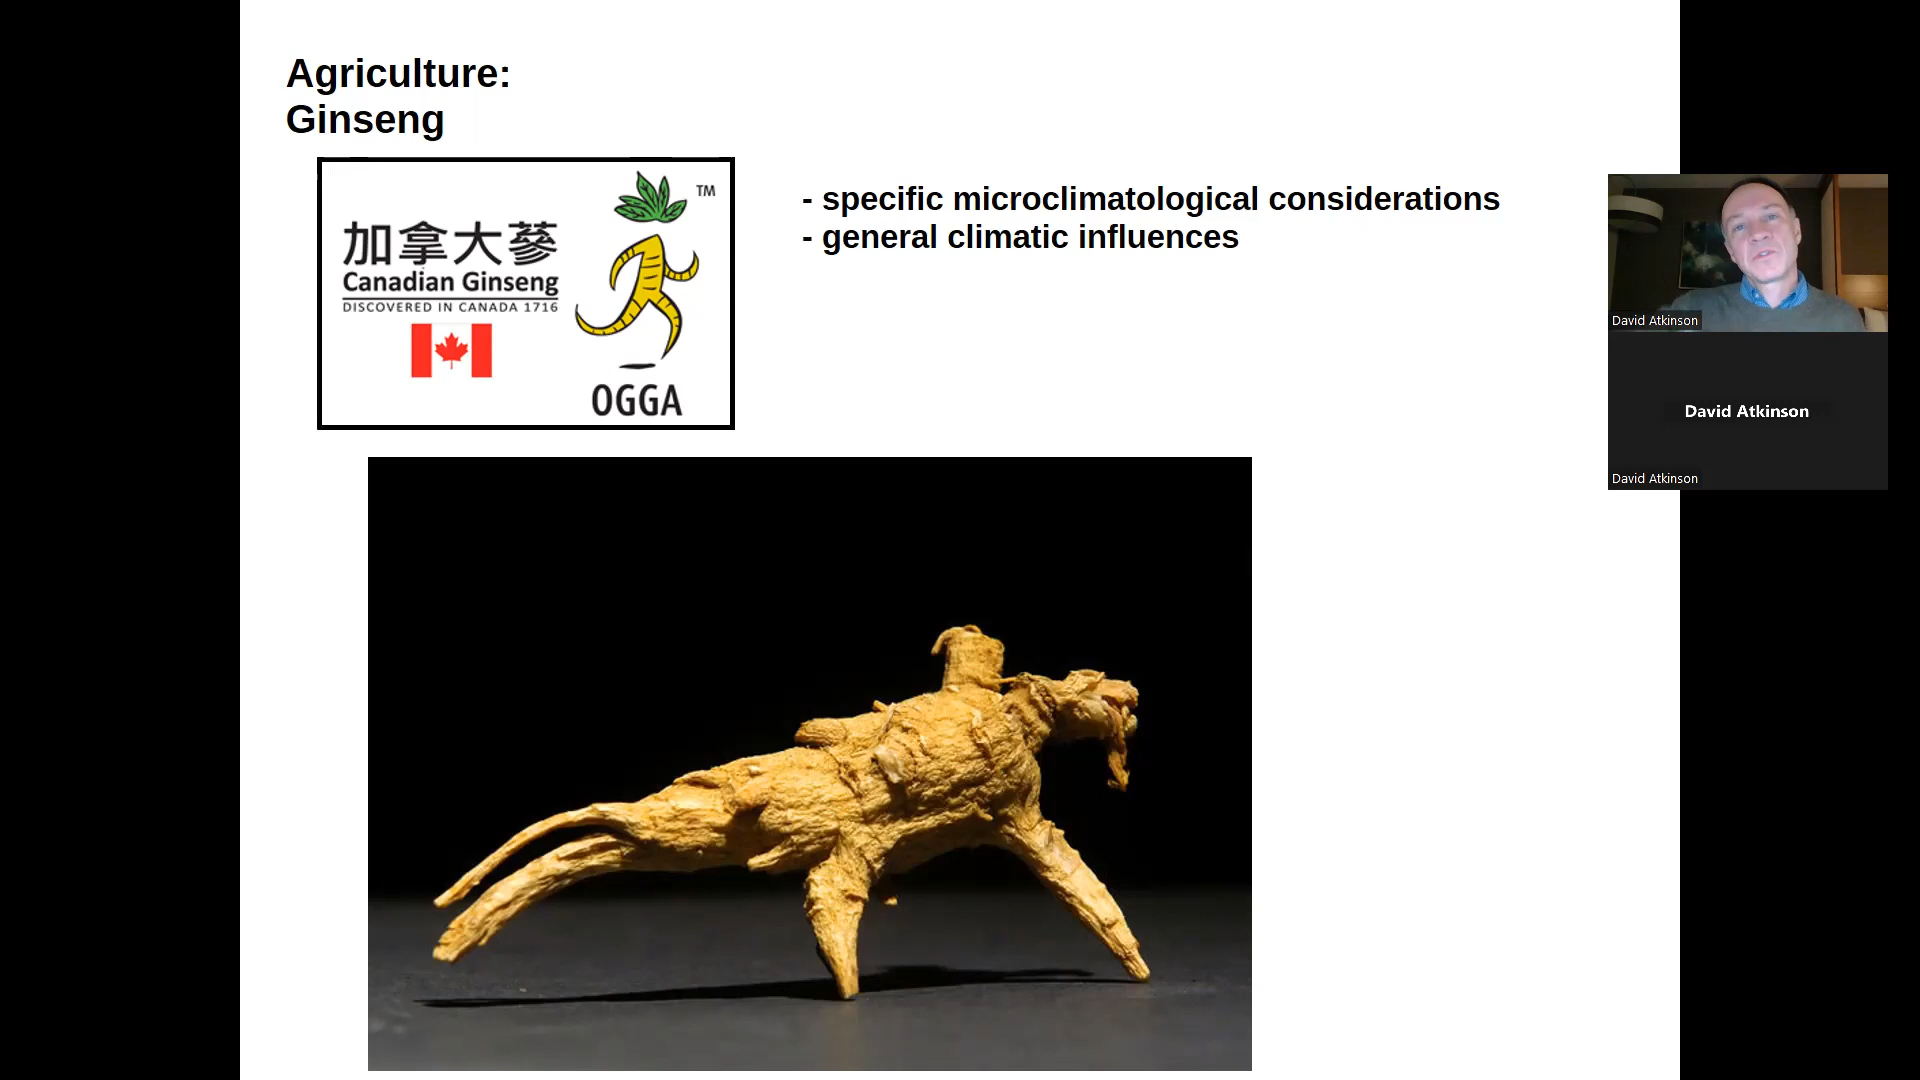 Agriculture:
Ginseng
加拿大蔘
Canadian Ginseng
DISCOVERED IN CANADA 1716
TM
OGGA
- specific microclimatological considerations
- general climatic influences
David Atkinson
David Atkinson
David Atkinson